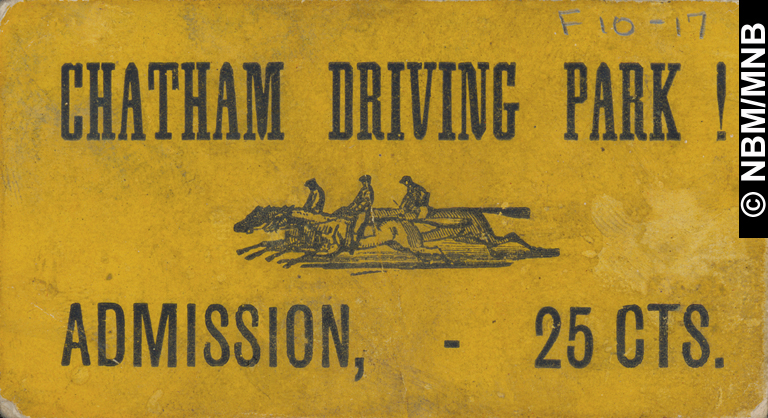 F10-17
CHATHAM DRIVING PARK !
ADMISSION, - 25 CTS.
© NBM/MNB